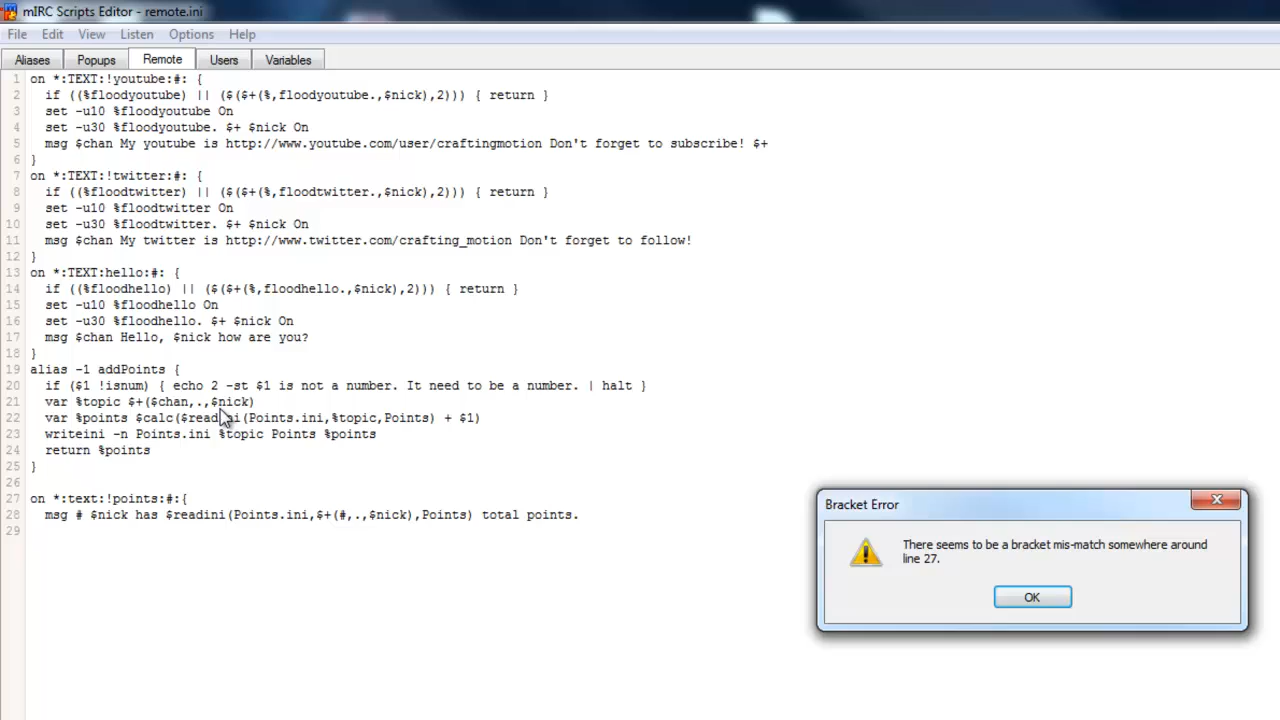 mIRC Scripts Editor - remote.ini
File Edit View Listen Options Help
Aliases Popups Remote Users Variables
1 on *:TEXT:!youtube:#: {
2 if ((%floodyoutube) || ($($+(%,floodyoutube.,$nick),2))) { return }
3 set -u10 %floodyoutube On
4 set -u30 %floodyoutube. $+ $nick On
5 msg $chan My youtube is http://www.youtube.com/user/craftingmotion Don't forget to subscribe! $+
6 }
7 on *:TEXT:!twitter:#: {
8 if ((%floodtwitter) || ($($+(%,floodtwitter.,$nick),2))) { return }
9 set -u10 %floodtwitter On
10 set -u30 %floodtwitter. $+ $nick On
11 msg $chan My twitter is http://www.twitter.com/crafting_motion Don't forget to follow!
12 }
13 on *:TEXT:hello:#: {
14 if ((%floodhello) || ($($+(%,floodhello.,$nick),2))) { return }
15 set -u10 %floodhello On
16 set -u30 %floodhello. $+ $nick On
17 msg $chan Hello, $nick how are you?
18 }
19 alias -1 addPoints {
20 if ($1 !isnum) { echo 2 -st $1 is not a number. It need to be a number. | halt }
21 var %topic $+($chan,.,$nick)
22 var %points $calc($readini(Points.ini,%topic,Points) + $1)
23 writeini -n Points.ini %topic Points %points
24 return %points
25 }
26
27 on *:text:!points:#:{
28 msg # $nick has $readini(Points.ini,$+(#,.,$nick),Points) total points.
29
Bracket Error
There seems to be a bracket mis-match somewhere around
line 27.
OK